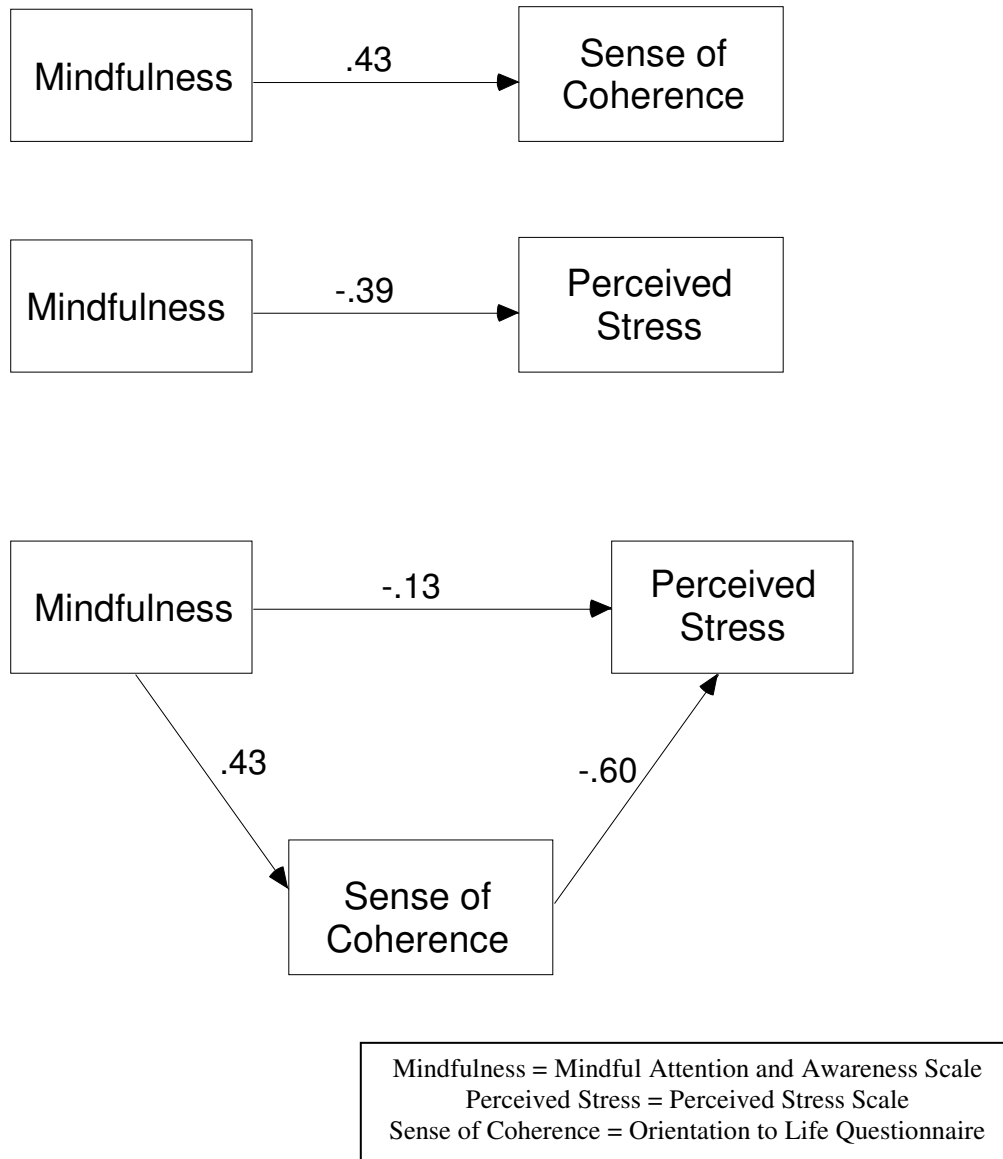 Mindfulness
.43
Sense of
Coherence
Mindfulness
-.39
Perceived
Stress
Mindfulness
-.13
Perceived
Stress
.43
-.60
Sense of
Coherence
Mindfulness = Mindful Attention and Awareness Scale
Perceived Stress = Perceived Stress Scale
Sense of Coherence = Orientation to Life Questionnaire